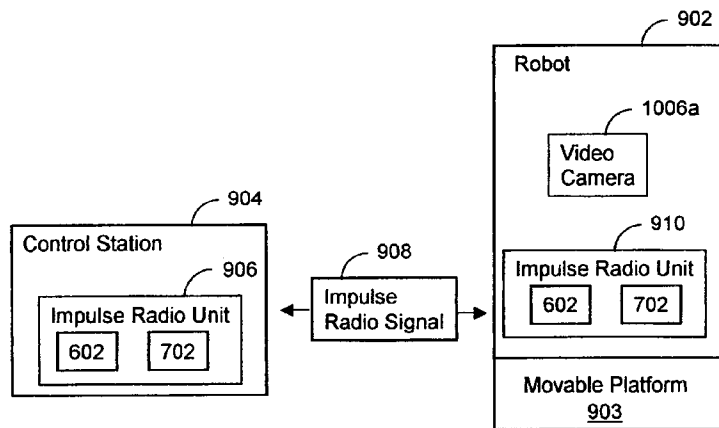 902
Robot
1006a
Video
Camera
904
Control Station
906
Impulse Radio Unit
602 702
908
Impulse
Radio Signal
910
Impulse Radio Unit
602 702
Movable Platform
903